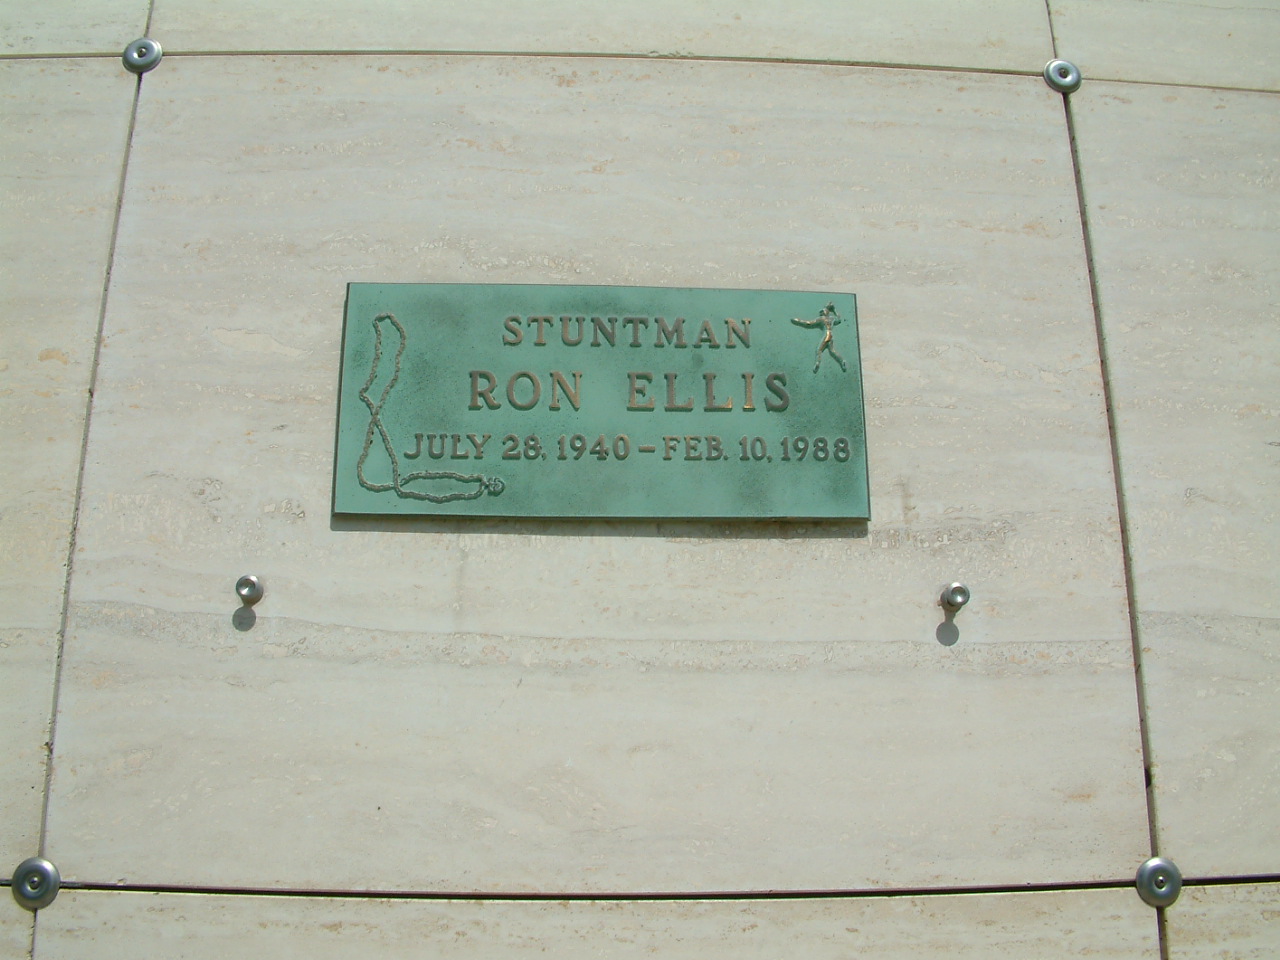 STUNTMAN
RON ELLIS
JULY 28, 1940 – FEB. 10, 1988